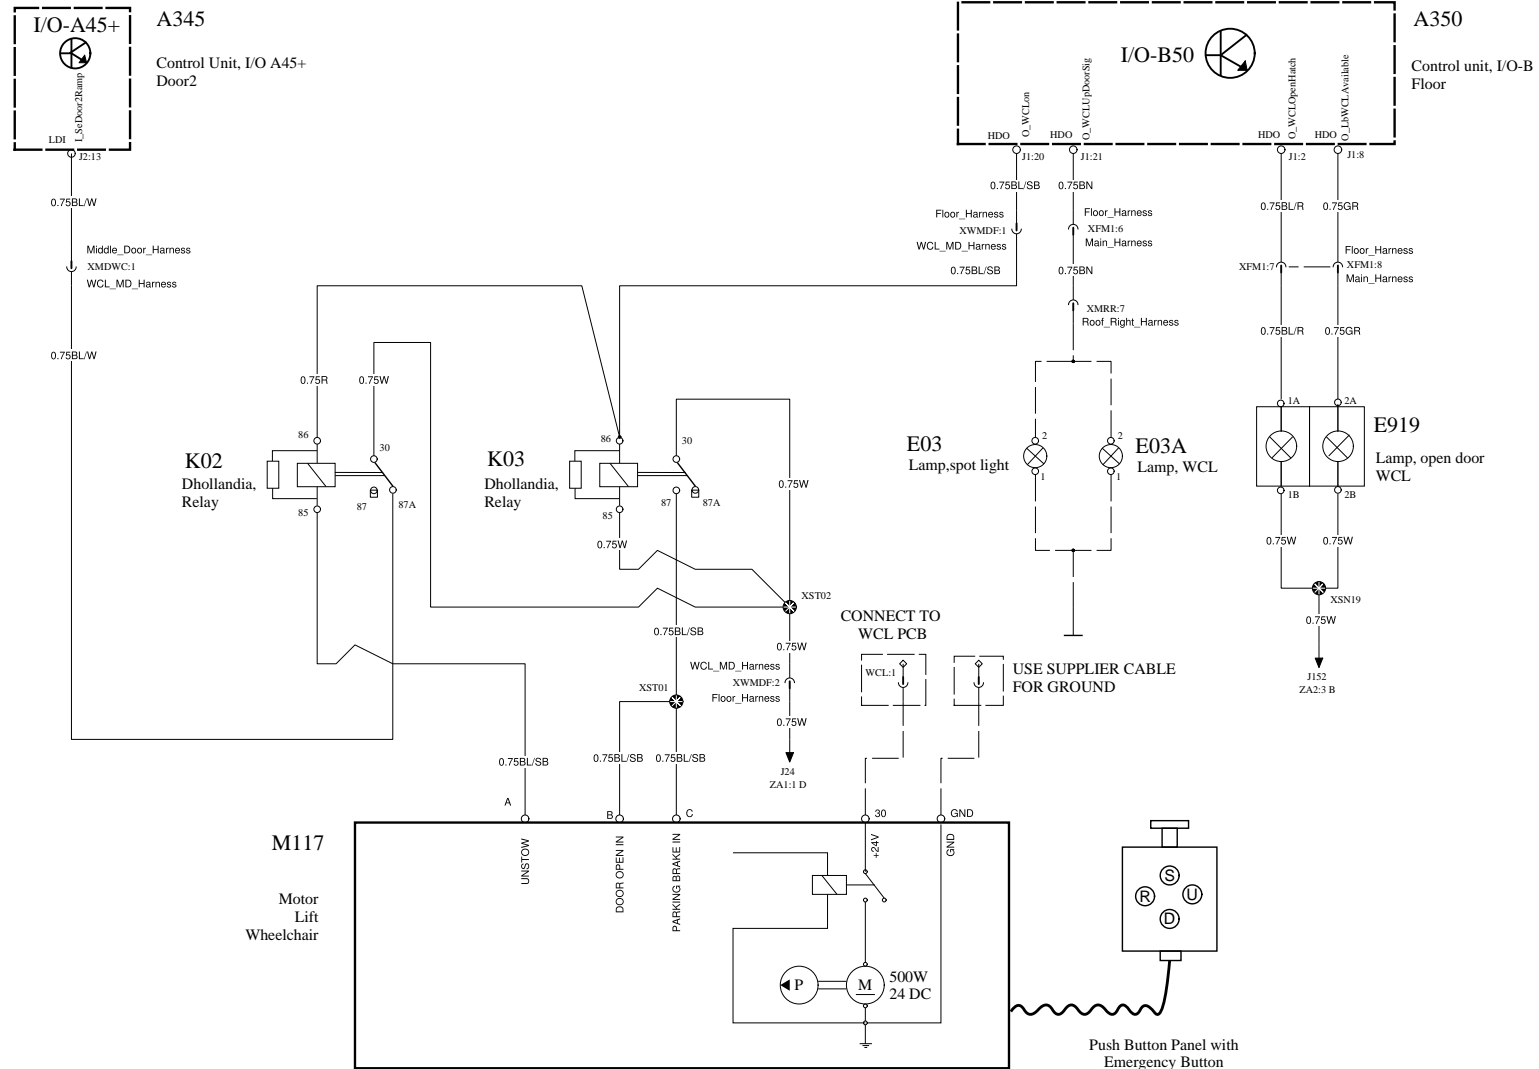 I/O-A45+
A345
Control Unit, I/O A45+
Door2
I_SeDoor2Ramp
LDI
J2:13
0.75BL/W
Middle_Door_Harness
XMDWC:1
WCL_MD_Harness
0.75BL/W
A350
Control unit, I/O-B
Floor
I/O-B50
O_WCLon
O_WCLUpDoorSig
O_WCLOpenHatch
O_LbWCLAvailable
HDO
HDO
HDO
HDO
J1:20
J1:21
J1:2
J1:8
0.75BL/SB
0.75BN
0.75BL/R
0.75GR
Floor_Harness
XWMDF:1
WCL_MD_Harness
0.75BL/SB
Floor_Harness
XFM1:6
Main_Harness
0.75BN
XMRR:7
Roof_Right_Harness
XFM1:7
Floor_Harness
XFM1:8
Main_Harness
0.75BL/R
0.75GR
0.75R
0.75W
86
30
K02
Dhollandia,
Relay
85
87
87A
86
30
K03
Dhollandia,
Relay
85
87
87A
0.75W
0.75W
E03
Lamp,spot light
2
1
2
1
E03A
Lamp, WCL
1A
2A
E919
Lamp, open door
WCL
1B
2B
0.75W
0.75W
XSN19
0.75W
J152
ZA2:3 B
XST02
0.75BL/SB
0.75W
WCL_MD_Harness
XWMDF:2
Floor_Harness
0.75W
J24
ZA1:1 D
XST01
CONNECT TO
WCL PCB
WCL:1
USE SUPPLIER CABLE
FOR GROUND
0.75BL/SB
0.75BL/SB
0.75BL/SB
A
B
C
30
GND
M117
Motor
Lift
Wheelchair
UNSTOW
DOOR OPEN IN
PARKING BRAKE IN
+24V
GND
P
M
500W
24 DC
S
R
U
D
Push Button Panel with
Emergency Button